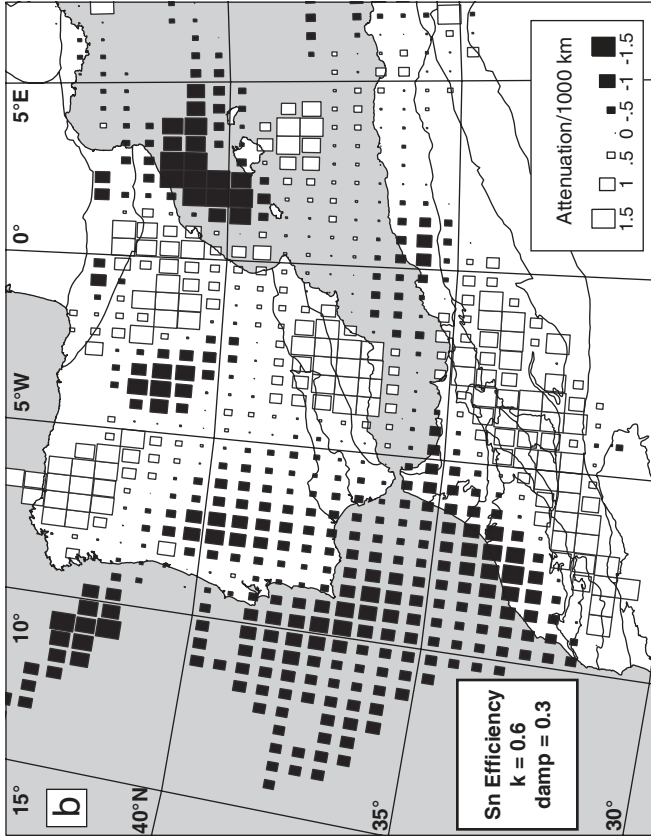 b
15°
10°
5°W
0°
5°E
40°N
35°
30°
Sn Efficiency
k = 0.6
damp = 0.3
Attenuation/1000 km
1.5 1 .5 0 -.5 -1 -1.5